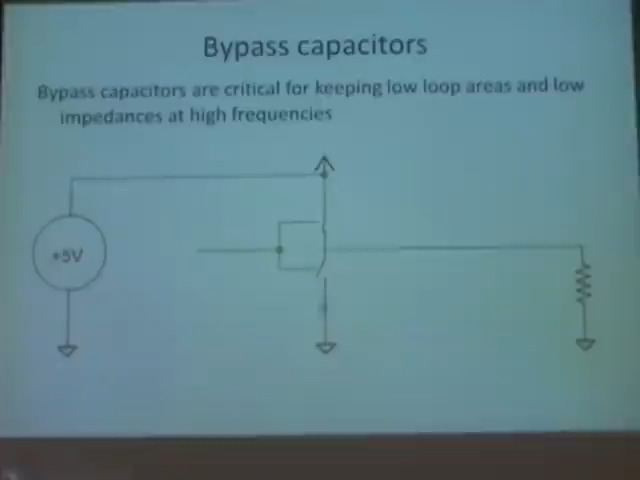 Bypass capacitors
Bypass capacitors are critical for keeping low loop areas and low
impedances at high frequencies
+5V